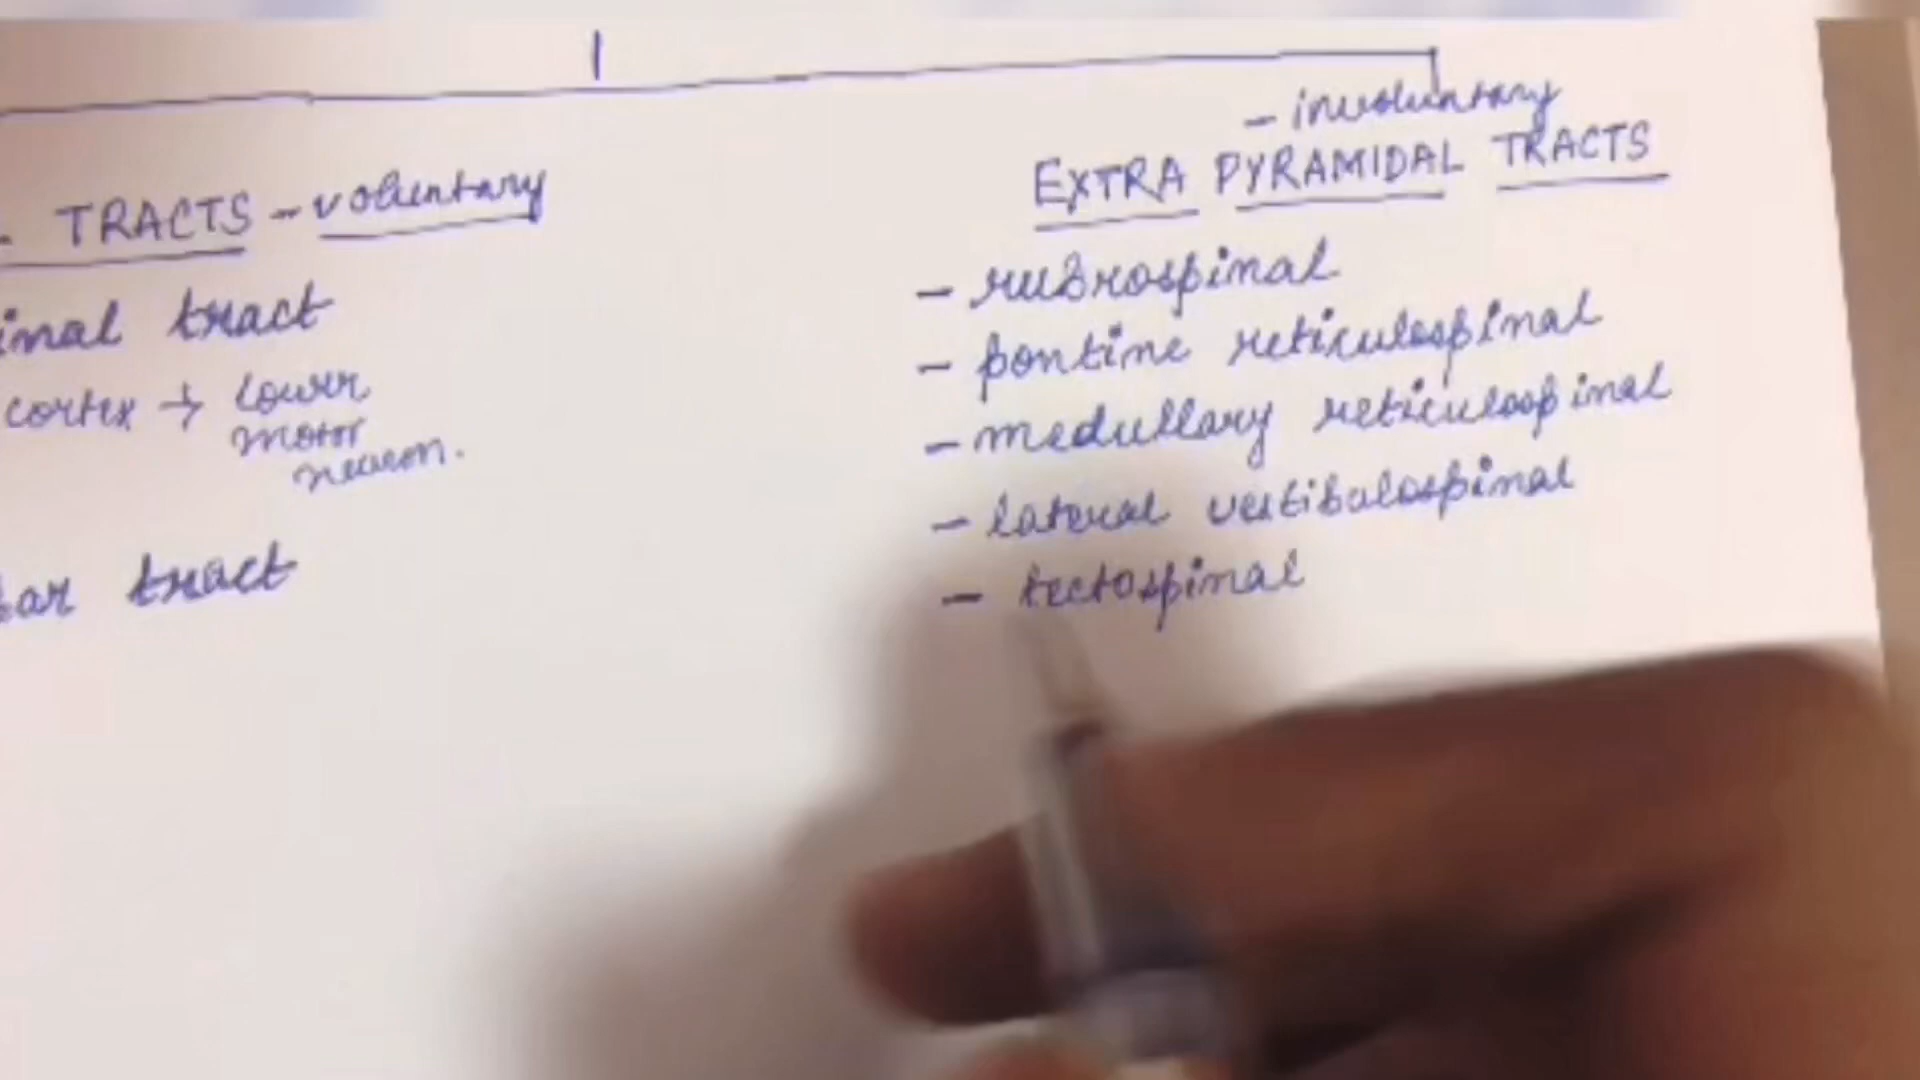 - TRACTS - voluntary
inal tract
cortex → lower
motor
neuron.
bar tract
- involuntary
EXTRA PYRAMIDAL TRACTS
- rubrospinal
- pontine reticulospinal
- medullary reticulospinal
- lateral vestibulospinal
- tectospinal